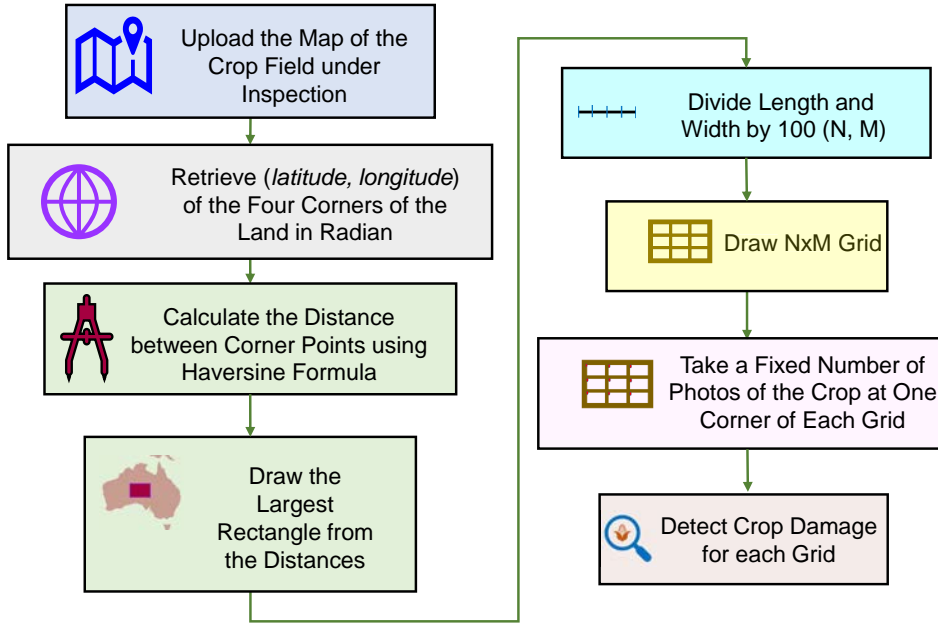 Upload the Map of the
Crop Field under
Inspection
Retrieve (latitude, longitude)
of the Four Corners of the
Land in Radian
Calculate the Distance
between Corner Points using
Haversine Formula
Draw the
Largest
Rectangle from
the Distances
Divide Length and
Width by 100 (N, M)
Draw NxM Grid
Take a Fixed Number of
Photos of the Crop at One
Corner of Each Grid
Detect Crop Damage
for each Grid